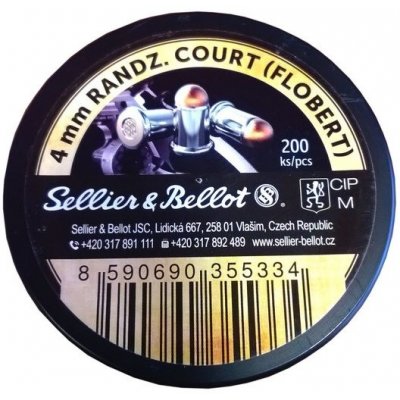 4 mm RANDZ. COURT (FLOBERT)
200
ks/pcs
Sellier & Bellot
CIP
M
Sellier & Bellot JSC, Lidická 667, 258 01 Vlašim, Czech Republic
+420 317 891 111 +420 317 892 489 www.sellier-bellot.cz
8 590690 355334